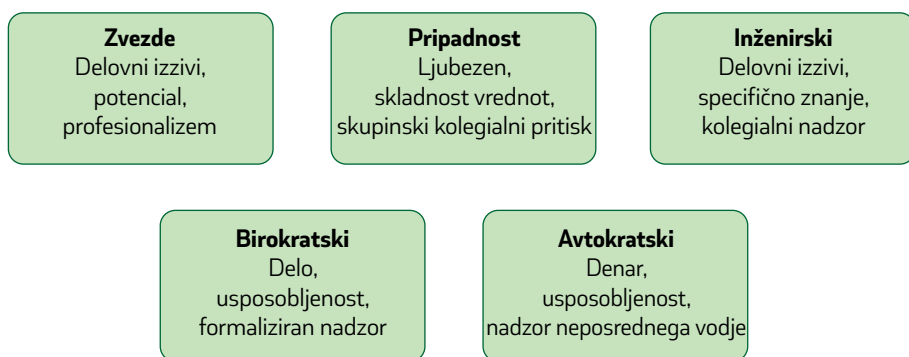 Zvezde
Delovni izzivi,
potencial,
profesionalizem
Pripadnost
Ljubezen,
skladnost vrednot,
skupinski kolegialni pritisk
Inženirski
Delovni izzivi,
specifično znanje,
kolegialni nadzor
Birokratski
Delo,
usposobljenost,
formaliziran nadzor
Avtokratski
Denar,
usposobljenost,
nadzor neposrednega vodje